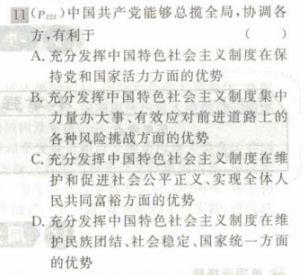 11(P₂₂₁)中国共产党能够总揽全局,协调各
方,有利于 ( )
A. 充分发挥中国特色社会主义制度在保
持党和国家活力方面的优势
B. 充分发挥中国特色社会主义制度集中
力量办大事、有效应对前进道路上的
各种风险挑战方面的优势
C. 充分发挥中国特色社会主义制度在维
护和促进社会公平正义、实现全体人
民共同富裕方面的优势
D. 充分发挥中国特色社会主义制度在维
护民族团结、社会稳定、国家统一方面
的优势